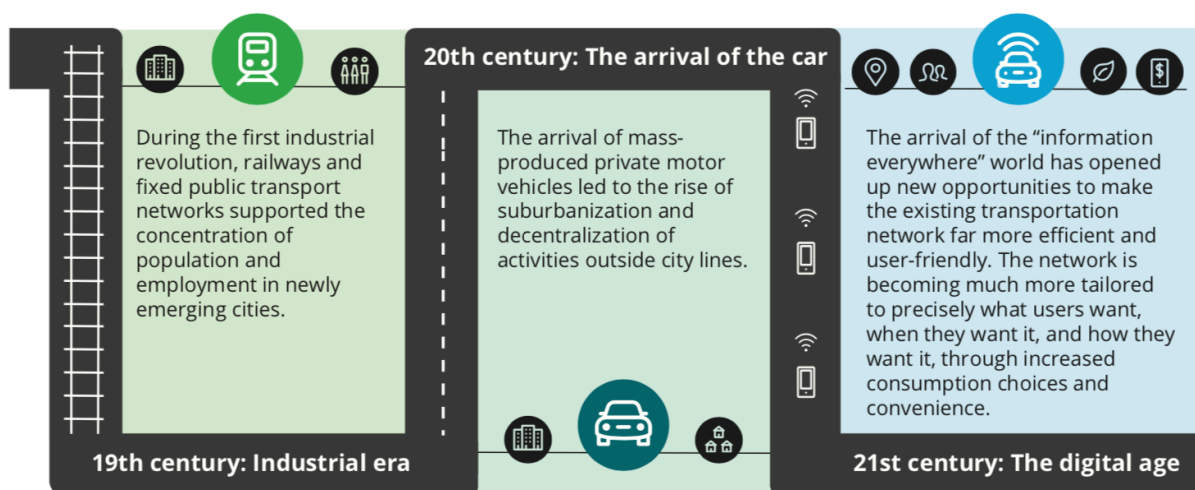 During the first industrial
revolution, railways and
fixed public transport
networks supported the
concentration of
population and
employment in newly
emerging cities.
19th century: Industrial era
20th century: The arrival of the car
The arrival of mass-
produced private motor
vehicles led to the rise of
suburbanization and
decentralization of
activities outside city lines.
$
The arrival of the “information
everywhere” world has opened
up new opportunities to make
the existing transportation
network far more efficient and
user-friendly. The network is
becoming much more tailored
to precisely what users want,
when they want it, and how they
want it, through increased
consumption choices and
convenience.
21st century: The digital age